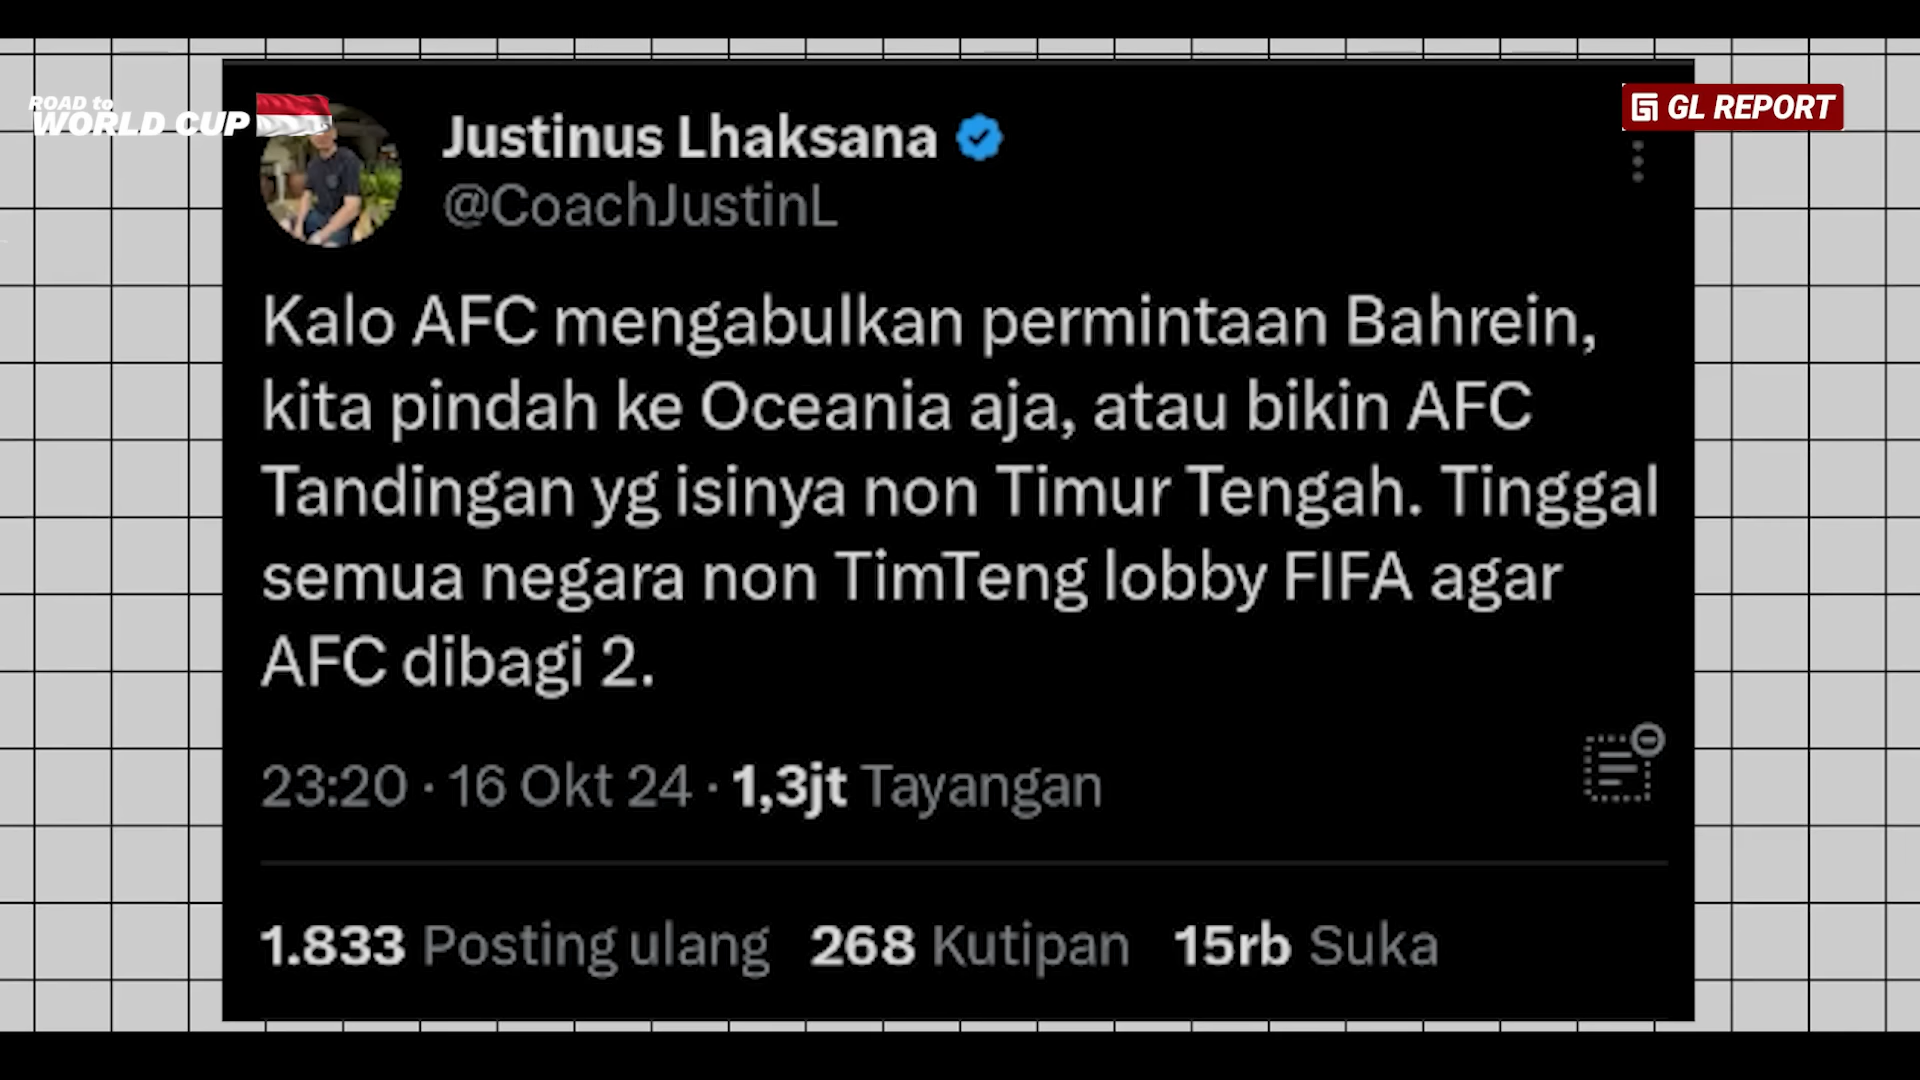 ROAD to
WORLD CUP
GL REPORT
Justinus Lhaksana
@CoachJustinL
Kalo AFC mengabulkan permintaan Bahrein,
kita pindah ke Oceania aja, atau bikin AFC
Tandingan yg isinya non Timur Tengah. Tinggal
semua negara non TimTeng lobby FIFA agar
AFC dibagi 2.
23:20 · 16 Okt 24 · 1,3jt Tayangan
1.833 Posting ulang 268 Kutipan 15rb Suka